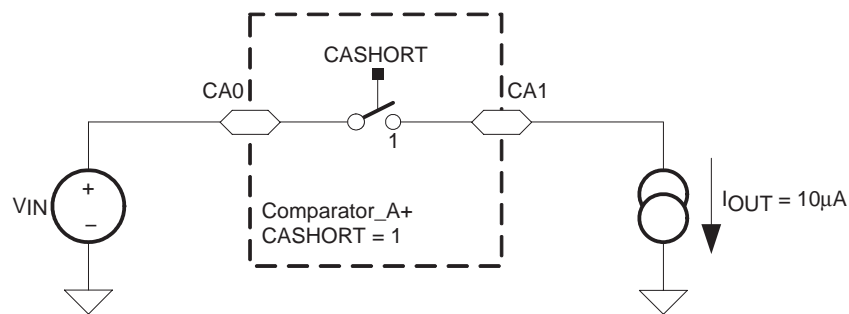 CASHORT
CA0
CA1
1
VIN
+
−
Comparator_A+
CASHORT = 1
IOUT = 10μA